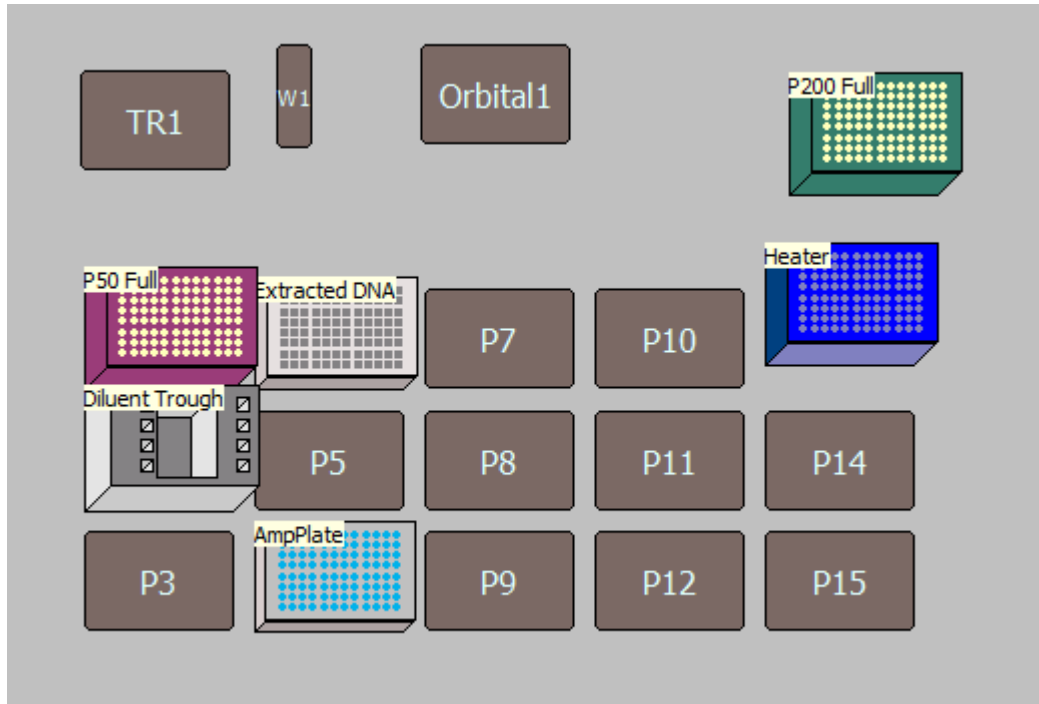 TR1
W1
Orbital1
P200 Full
P50 Full
Extracted DNA
P7
P10
Heater
Diluent Trough
P5
P8
P11
P14
P3
AmpPlate
P9
P12
P15